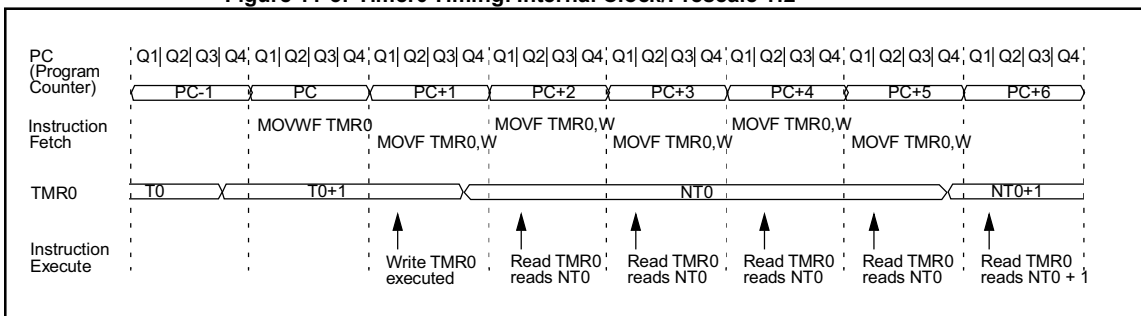 Figure 11-3: Timer0 Timing: Internal Clock/Prescale 1:2
PC
(Program
Counter)
Q1| Q2| Q3| Q4 Q1| Q2| Q3| Q4 Q1| Q2| Q3| Q4 Q1| Q2| Q3| Q4 Q1| Q2| Q3| Q4 Q1| Q2| Q3| Q4 Q1| Q2| Q3| Q4 Q1| Q2| Q3| Q4
PC-1 PC PC+1 PC+2 PC+3 PC+4 PC+5 PC+6
Instruction
Fetch
MOVWF TMR0 MOVF TMR0,W MOVF TMR0,W MOVF TMR0,W MOVF TMR0,W MOVF TMR0,W
TMR0
T0 T0+1 NT0 NT0+1
Instruction
Execute
Write TMR0
executed
Read TMR0
reads NT0
Read TMR0
reads NT0
Read TMR0
reads NT0
Read TMR0
reads NT0
Read TMR0
reads NT0 + 1